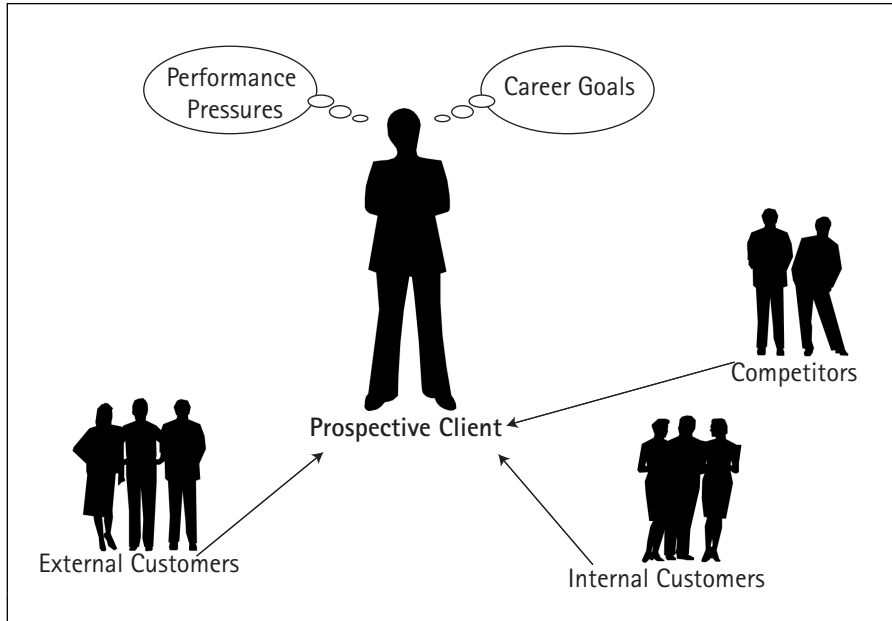 Performance
Pressures
Career Goals
Competitors
Prospective Client
External Customers
Internal Customers